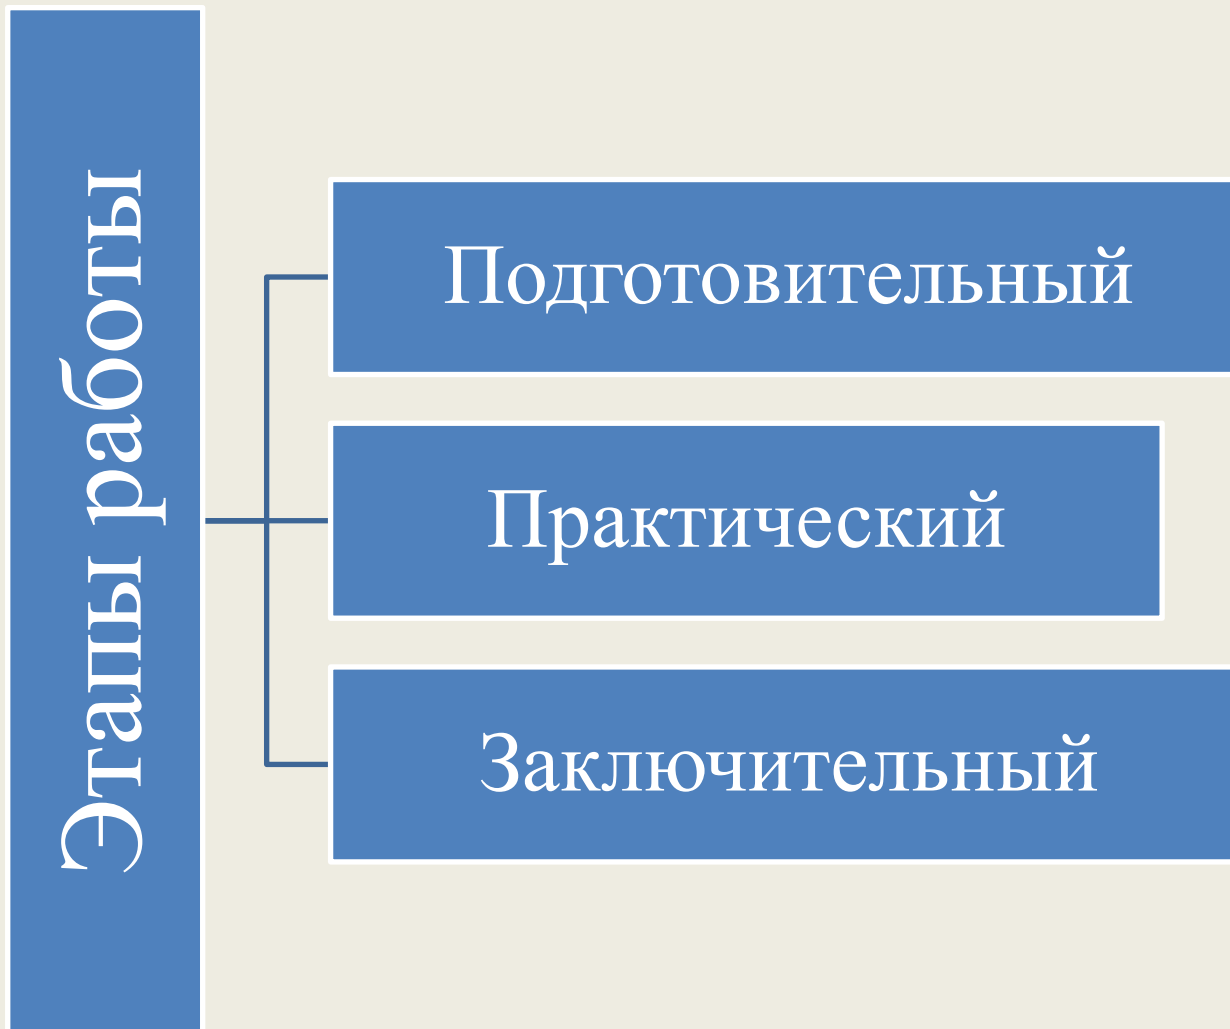 Этапы работы
Подготовительный
Практический
Заключительный